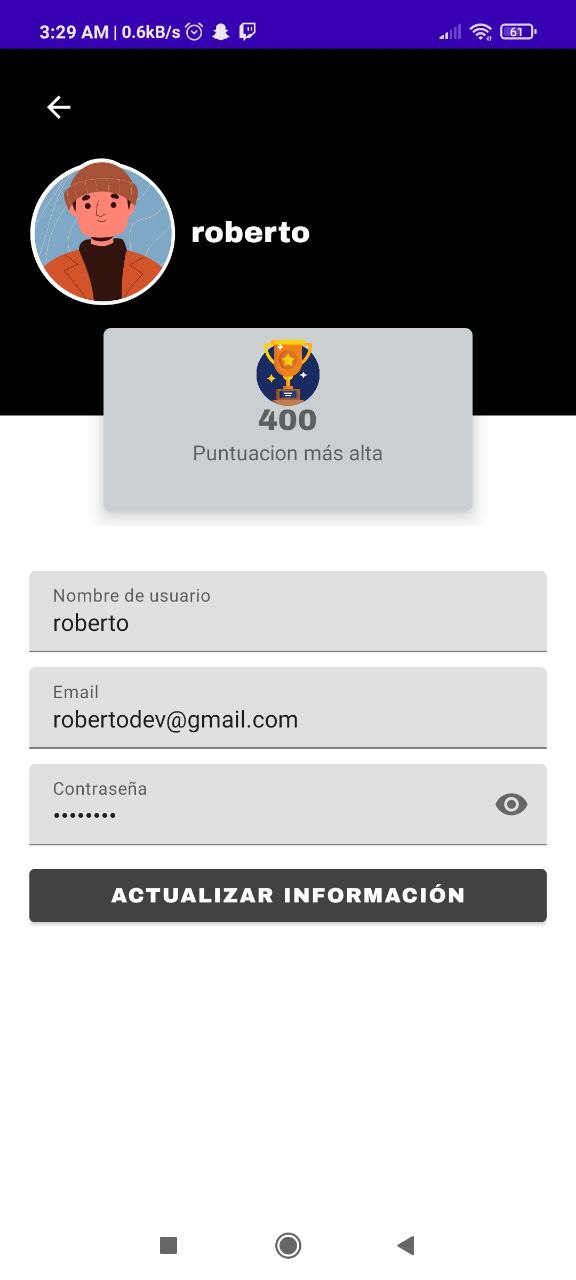 3:29 AM | 0.6kB/s
61
roberto
400
Puntuacion más alta
Nombre de usuario
roberto
Email
robertodev@gmail.com
Contraseña
••••••••
ACTUALIZAR INFORMACIÓN